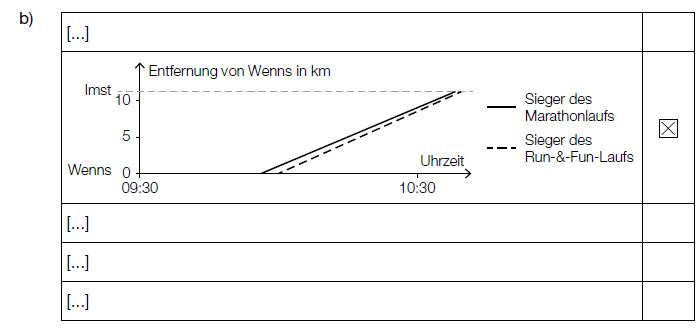 b)
[...]
Entfernung von Wenns in km
Imst
10
5
Wenns 0
09:30
10:30
Uhrzeit
Sieger des
Marathonlaufs
Sieger des
Run-&-Fun-Laufs
[...]
[...]
[...]